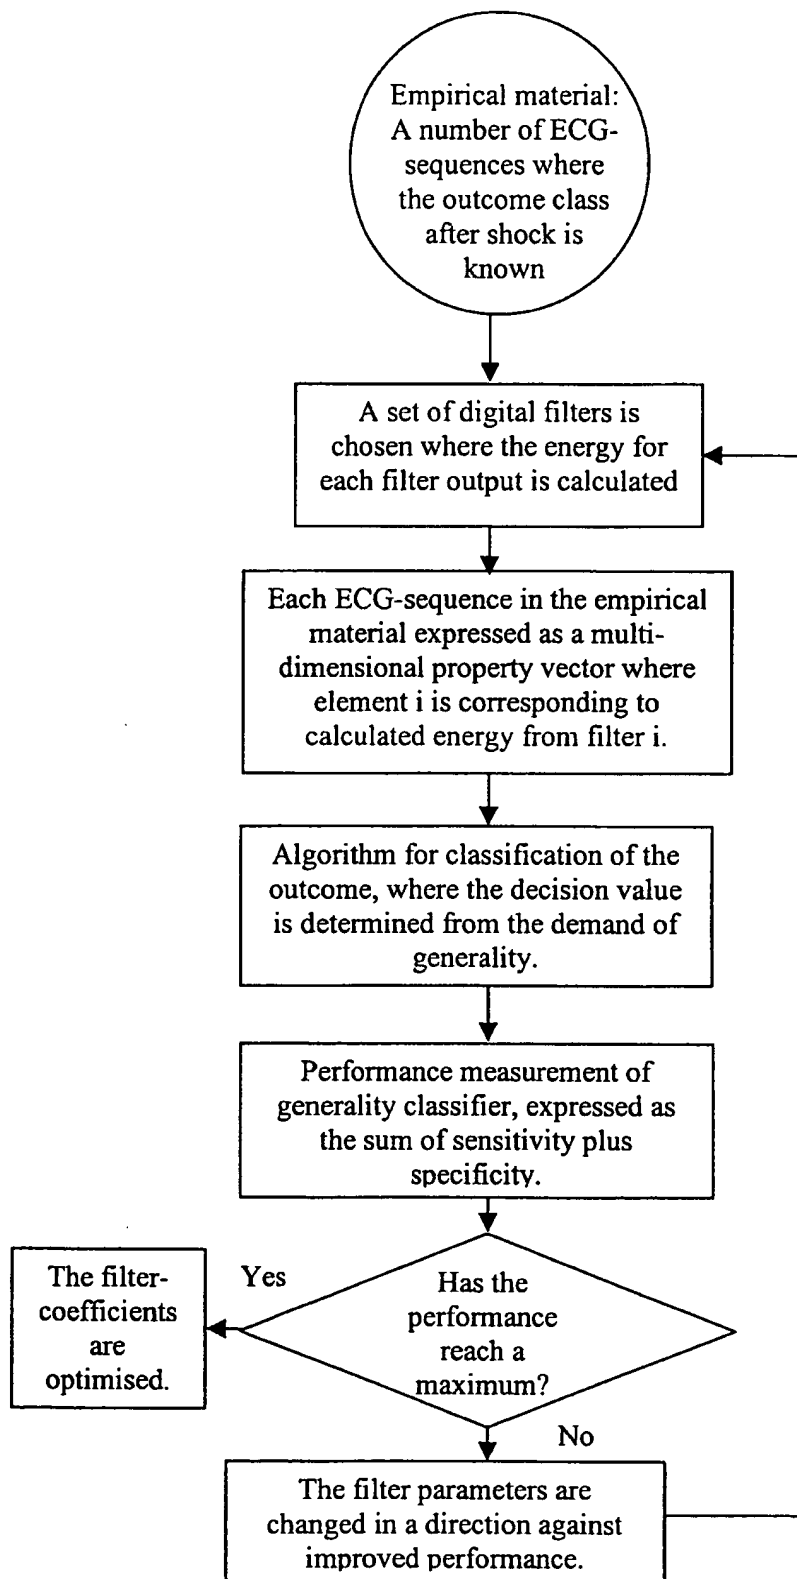 Empirical material:
A number of ECG-
sequences where
the outcome class
after shock is
known
A set of digital filters is
chosen where the energy for
each filter output is calculated
Each ECG-sequence in the empirical
material expressed as a multi-
dimensional property vector where
element i is corresponding to
calculated energy from filter i.
Algorithm for classification of the
outcome, where the decision value
is determined from the demand of
generality.
Performance measurement of
generality classifier, expressed as
the sum of sensitivity plus
specificity.
Has the
performance
reach a
maximum?
Yes
The filter-
coefficients
are
optimised.
No
The filter parameters are
changed in a direction against
improved performance.